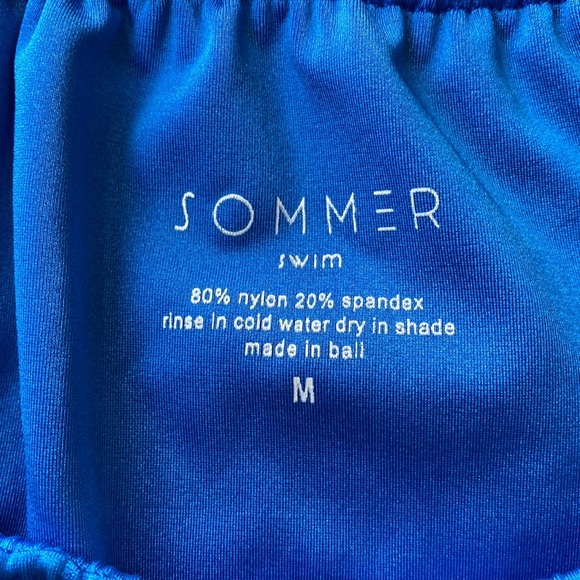 SOMMER
swim
80% nylon 20% spandex
rinse in cold water dry in shade
made in bali
M